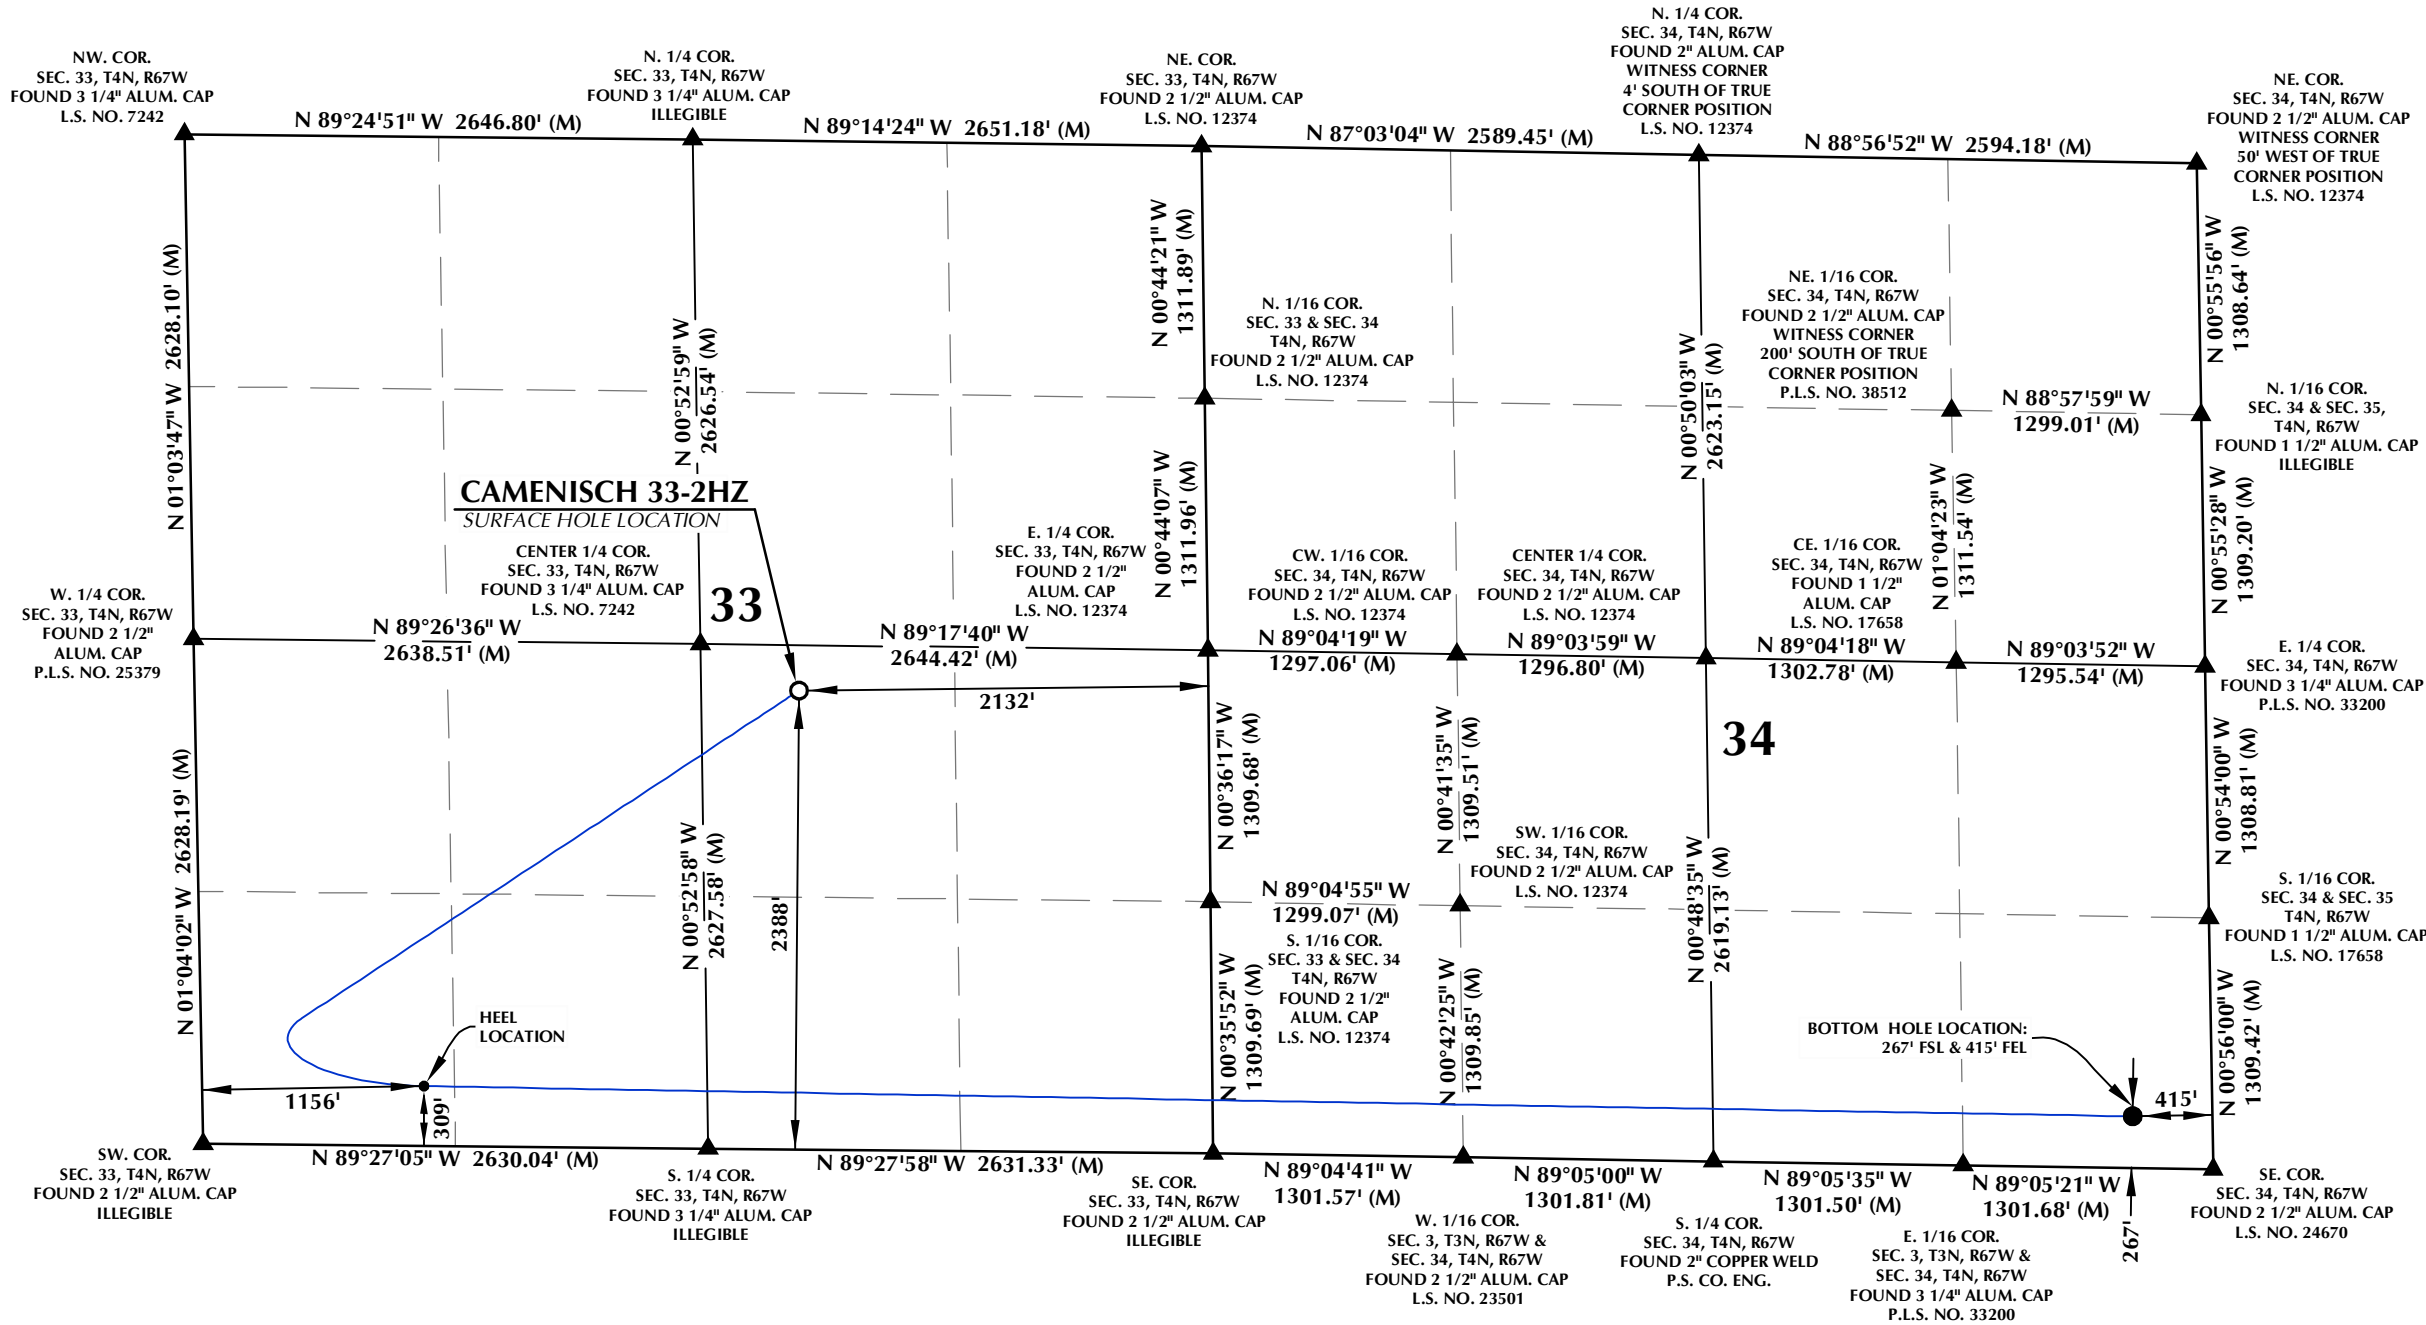 NW. COR.
SEC. 33, T4N, R67W
FOUND 3 1/4" ALUM. CAP
L.S. NO. 7242
N. 1/4 COR.
SEC. 33, T4N, R67W
FOUND 3 1/4" ALUM. CAP
ILLEGIBLE
NE. COR.
SEC. 33, T4N, R67W
FOUND 2 1/2" ALUM. CAP
L.S. NO. 12374
N. 1/4 COR.
SEC. 34, T4N, R67W
FOUND 2" ALUM. CAP
WITNESS CORNER
4' SOUTH OF TRUE
CORNER POSITION
L.S. NO. 12374
NE. COR.
SEC. 34, T4N, R67W
FOUND 2 1/2" ALUM. CAP
WITNESS CORNER
50' WEST OF TRUE
CORNER POSITION
L.S. NO. 12374
N 89°24'51" W 2646.80' (M)
N 89°14'24" W 2651.18' (M)
N 87°03'04" W 2589.45' (M)
N 88°56'52" W 2594.18' (M)
N 01°03'47" W 2628.10' (M)
N 00°52'59" W
2626.54' (M)
N 00°44'21" W
1311.89' (M)
N. 1/16 COR.
SEC. 33 & SEC. 34
T4N, R67W
FOUND 2 1/2" ALUM. CAP
L.S. NO. 12374
N 00°50'03" W
2623.15' (M)
NE. 1/16 COR.
SEC. 34, T4N, R67W
FOUND 2 1/2" ALUM. CAP
WITNESS CORNER
200' SOUTH OF TRUE
CORNER POSITION
P.L.S. NO. 38512
N 00°55'56" W
1308.64' (M)
N 88°57'59" W
1299.01' (M)
N. 1/16 COR.
SEC. 34 & SEC. 35,
T4N, R67W
FOUND 1 1/2" ALUM. CAP
ILLEGIBLE
CAMENISCH 33-2HZ
SURFACE HOLE LOCATION
CENTER 1/4 COR.
SEC. 33, T4N, R67W
FOUND 3 1/4" ALUM. CAP
L.S. NO. 7242
33
E. 1/4 COR.
SEC. 33, T4N, R67W
FOUND 2 1/2"
ALUM. CAP
L.S. NO. 12374
N 00°44'07" W
1311.96' (M)
CW. 1/16 COR.
SEC. 34, T4N, R67W
FOUND 2 1/2" ALUM. CAP
L.S. NO. 12374
CENTER 1/4 COR.
SEC. 34, T4N, R67W
FOUND 2 1/2" ALUM. CAP
L.S. NO. 12374
CE. 1/16 COR.
SEC. 34, T4N, R67W
FOUND 1 1/2"
ALUM. CAP
L.S. NO. 17658
N 01°04'23" W
1311.54' (M)
N 00°55'28" W
1309.20' (M)
W. 1/4 COR.
SEC. 33, T4N, R67W
FOUND 2 1/2"
ALUM. CAP
P.L.S. NO. 25379
N 89°26'36" W
2638.51' (M)
N 89°17'40" W
2644.42' (M)
N 89°04'19" W
1297.06' (M)
N 89°03'59" W
1296.80' (M)
N 89°04'18" W
1302.78' (M)
N 89°03'52" W
1295.54' (M)
E. 1/4 COR.
SEC. 34, T4N, R67W
FOUND 3 1/4" ALUM. CAP
P.L.S. NO. 33200
2132'
34
N 01°04'02" W 2628.19' (M)
N 00°52'58" W
2627.58' (M)
2388'
N 00°36'17" W
1309.68' (M)
N 00°41'35" W
1309.51' (M)
SW. 1/16 COR.
SEC. 34, T4N, R67W
FOUND 2 1/2" ALUM. CAP
L.S. NO. 12374
N 00°48'35" W
2619.13' (M)
N 00°54'00" W
1308.81' (M)
N 89°04'55" W
1299.07' (M)
S. 1/16 COR.
SEC. 33 & SEC. 34
T4N, R67W
FOUND 2 1/2"
ALUM. CAP
L.S. NO. 12374
S. 1/16 COR.
SEC. 34 & SEC. 35
T4N, R67W
FOUND 1 1/2" ALUM. CAP
L.S. NO. 17658
N 00°35'52" W
1309.69' (M)
N 00°42'25" W
1309.85' (M)
N 00°56'00" W
1309.42' (M)
HEEL
LOCATION
BOTTOM HOLE LOCATION:
267' FSL & 415' FEL
1156'
309'
415'
SW. COR.
SEC. 33, T4N, R67W
FOUND 2 1/2" ALUM. CAP
ILLEGIBLE
N 89°27'05" W 2630.04' (M)
S. 1/4 COR.
SEC. 33, T4N, R67W
FOUND 3 1/4" ALUM. CAP
ILLEGIBLE
N 89°27'58" W 2631.33' (M)
SE. COR.
SEC. 33, T4N, R67W
FOUND 2 1/2" ALUM. CAP
ILLEGIBLE
N 89°04'41" W
1301.57' (M)
N 89°05'00" W
1301.81' (M)
N 89°05'35" W
1301.50' (M)
N 89°05'21" W
1301.68' (M)
267'
W. 1/16 COR.
SEC. 3, T3N, R67W &
SEC. 34, T4N, R67W
FOUND 2 1/2" ALUM. CAP
L.S. NO. 23501
S. 1/4 COR.
SEC. 34, T4N, R67W
FOUND 2" COPPER WELD
P.S. CO. ENG.
E. 1/16 COR.
SEC. 3, T3N, R67W &
SEC. 34, T4N, R67W
FOUND 3 1/4" ALUM. CAP
P.L.S. NO. 33200
SE. COR.
SEC. 34, T4N, R67W
FOUND 2 1/2" ALUM. CAP
L.S. NO. 24670